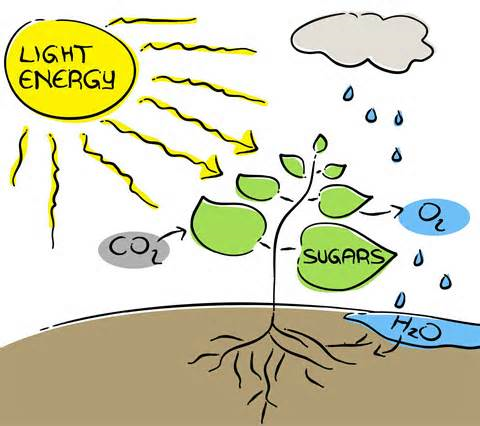 LIGHT
ENERGY
CO₂
O₂
SUGARS
H₂O